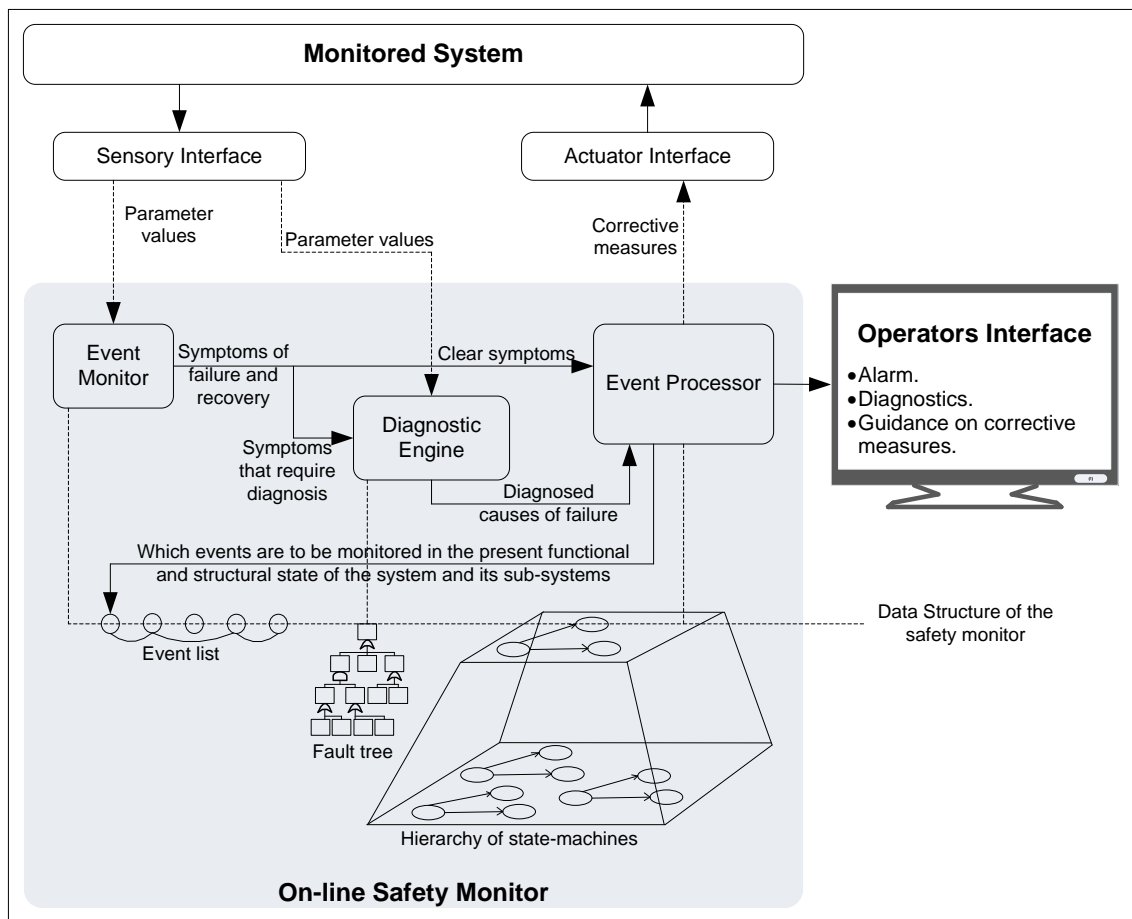 Monitored System
Sensory Interface
Actuator Interface
Parameter
values
Parameter values
Corrective
measures
Event
Monitor
Symptoms of
failure and
recovery
Clear symptoms
Event Processor
Operators Interface
•Alarm.
•Diagnostics.
•Guidance on corrective
measures.
Diagnostic
Engine
Symptoms
that require
diagnosis
Diagnosed
causes of failure
Which events are to be monitored in the present functional
and structural state of the system and its sub-systems
Data Structure of the
safety monitor
Event list
Fault tree
Hierarchy of state-machines
On-line Safety Monitor